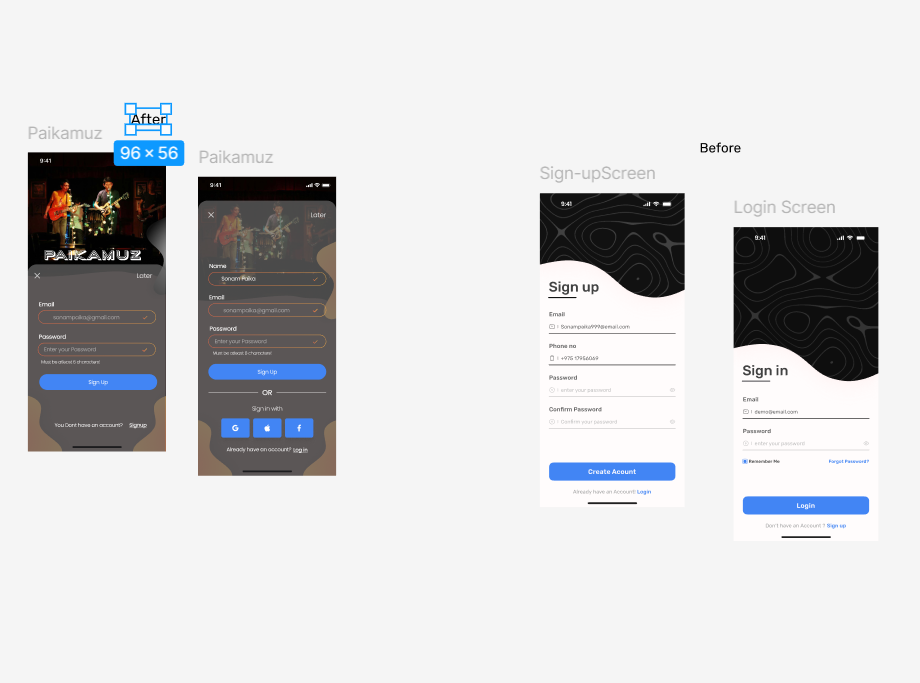 After
96 × 56
Paikamuz
9:41
PAIKAMUZ
Later
Email
sonampaika@gmail.com
Password
Enter your Password
Must be atleast 5 characters!
Sign Up
You Dont have an account? Signup
Paikamuz
9:41
Later
Name
Sonam Paika
Email
sonampaika@gmail.com
Password
Enter your Password
Must be atleast 5 characters!
Sign Up
OR
Sign in with
G
f
Already have an account? Log in
Before
Sign-upScreen
9:41
Sign up
Email
Sonampaika999@email.com
Phone no
+975 17956069
Password
enter your password
Confirm Password
Confirm your password
Create Acount
Already have an Account! Login
Login Screen
9:41
Sign in
Email
demo@email.com
Password
enter your password
Remember Me
Forgot Password?
Login
Don't have an Account ? Sign up